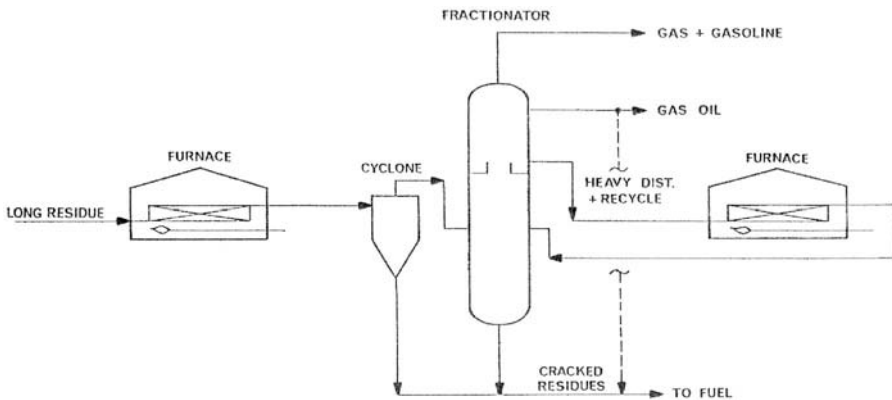 FRACTIONATOR
GAS + GASOLINE
GAS OIL
FURNACE
CYCLONE
HEAVY DIST.
+ RECYCLE
FURNACE
LONG RESIDUE
CRACKED
RESIDUES
TO FUEL